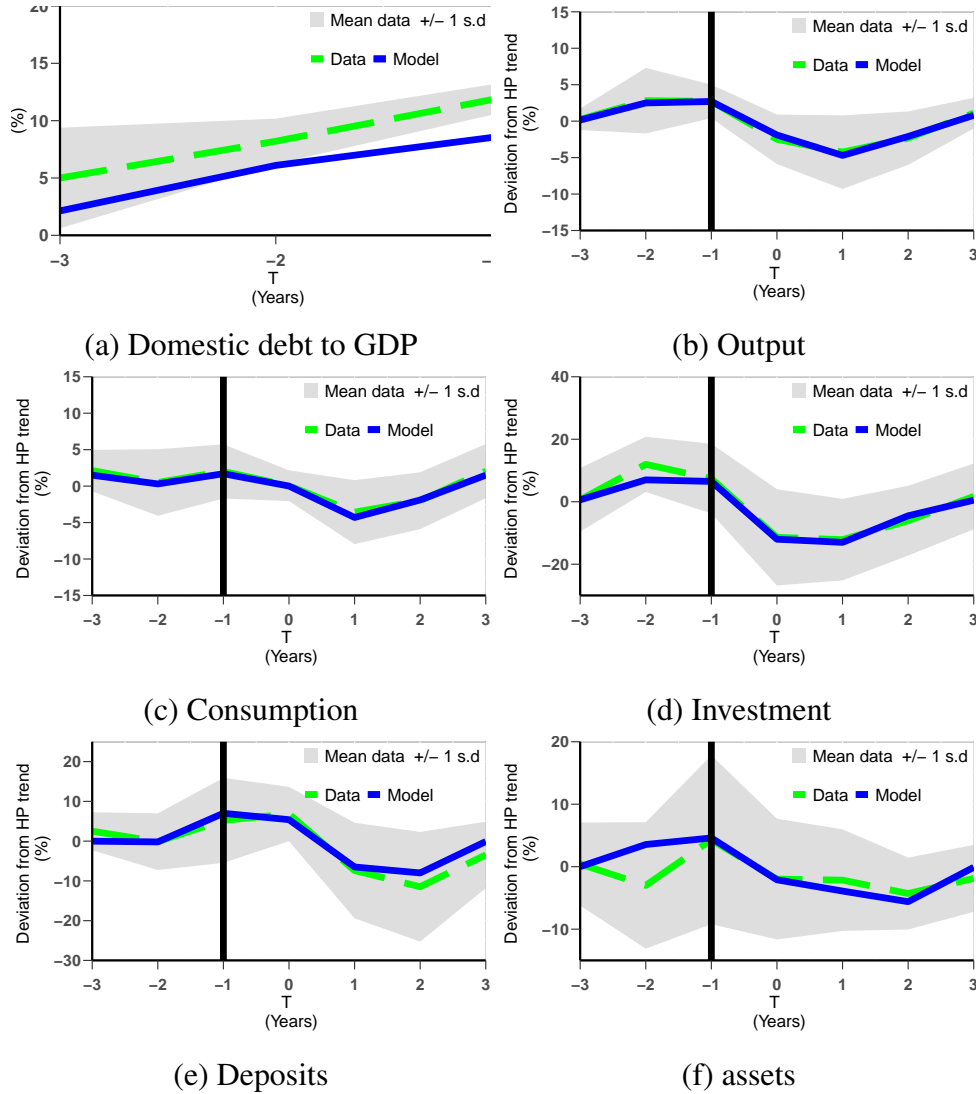 20
15
10
5
0
(%)
Mean data +/− 1 s.d
Data Model
−3 −2 −
T
(Years)
(a) Domestic debt to GDP
15
10
5
0
−5
−10
−15
Deviation from HP trend
(%)
Mean data +/− 1 s.d
Data Model
−3 −2 −1 0 1 2 3
T
(Years)
(b) Output
15
10
5
0
−5
−10
−15
Deviation from HP trend
(%)
Mean data +/− 1 s.d
Data Model
−3 −2 −1 0 1 2 3
T
(Years)
(c) Consumption
40
20
0
−20
Deviation from HP trend
(%)
Mean data +/− 1 s.d
Data Model
−3 −2 −1 0 1 2 3
T
(Years)
(d) Investment
20
10
0
−10
−20
−30
Deviation from HP trend
(%)
Mean data +/− 1 s.d
Data Model
−3 −2 −1 0 1 2 3
T
(Years)
(e) Deposits
20
10
0
−10
Deviation from HP trend
(%)
Mean data +/− 1 s.d
Data Model
−3 −2 −1 0 1 2 3
T
(Years)
(f) assets